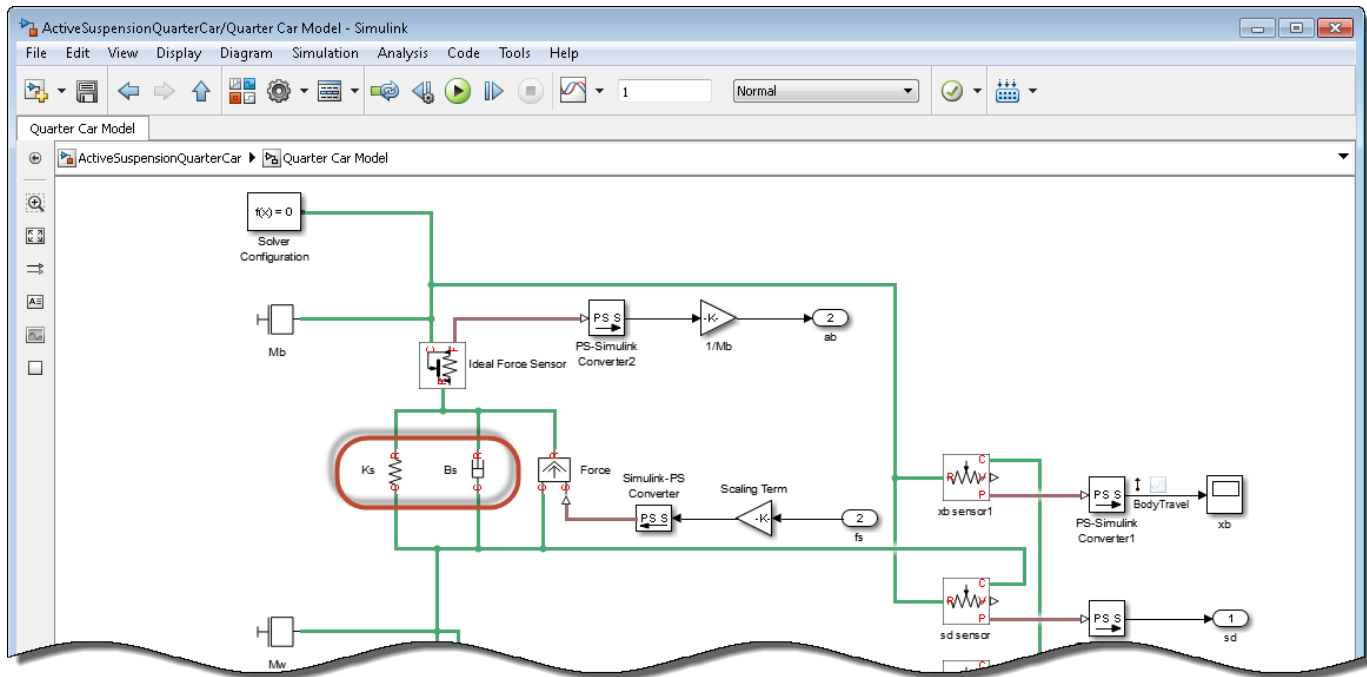 ActiveSuspensionQuarterCar/Quarter Car Model - Simulink
File Edit View Display Diagram Simulation Analysis Code Tools Help
1 Normal
Quarter Car Model
ActiveSuspensionQuarterCar Quarter Car Model
f(x) = 0
Solver
Configuration
Mb
C F
R
Ideal Force Sensor
PS S
PS-Simulink
Converter2
-K-
1/Mb
2
ab
Ks
R
C
Bs
R
C
R
C S
Force
Simulink-PS
Converter
PS S
Scaling Term
-K-
2
fs
R C
V
P
xb sensor1
PS S
PS-Simulink
Converter1
BodyTravel
xb
R C
V
P
sd sensor
PS S
1
sd
Mw
C